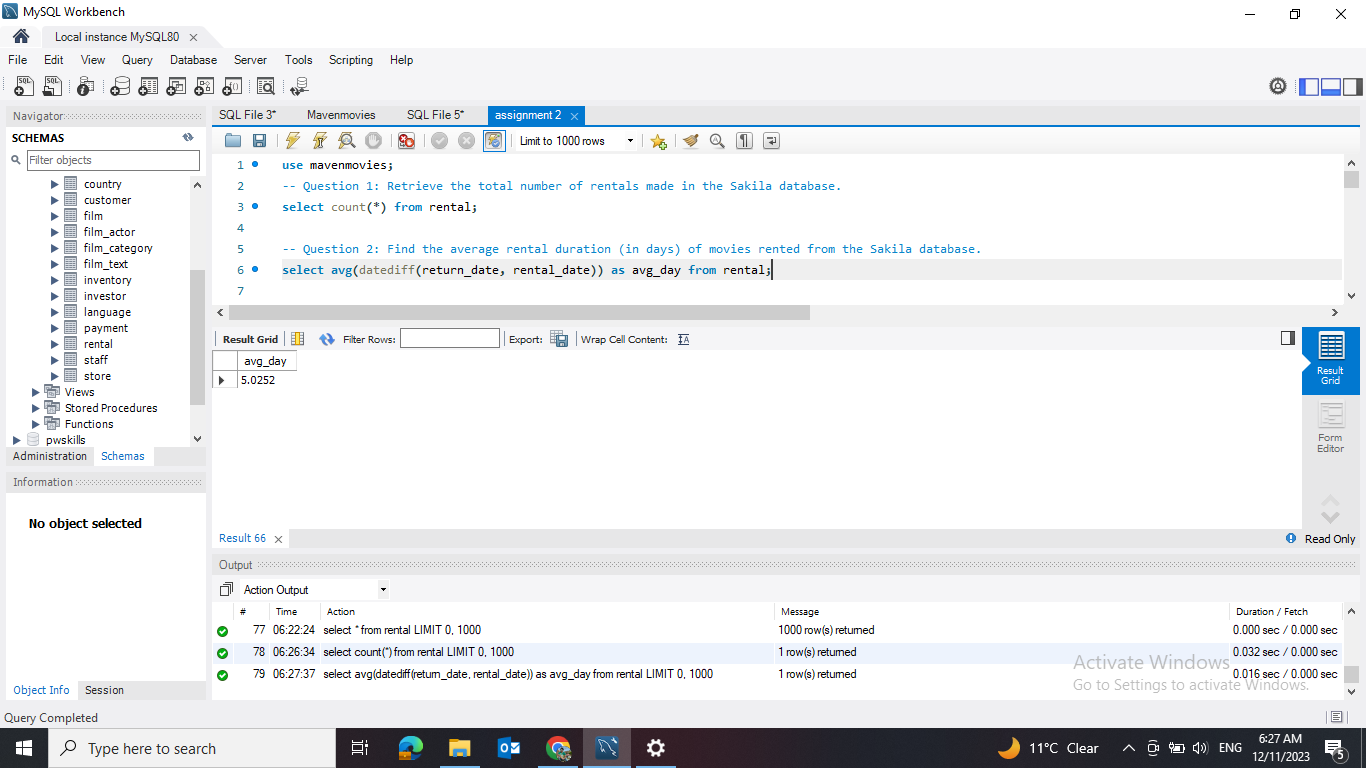 MySQL Workbench
Local instance MySQL80
File Edit View Query Database Server Tools Scripting Help
Navigator
SCHEMAS
Filter objects
country
customer
film
film_actor
film_category
film_text
inventory
investor
language
payment
rental
staff
store
Views
Stored Procedures
Functions
pwskills
Administration Schemas
Information
No object selected
Object Info Session
SQL File 3* Mavenmovies SQL File 5* assignment 2
Limit to 1000 rows
1 use mavenmovies;
2 -- Question 1: Retrieve the total number of rentals made in the Sakila database.
3 select count(*) from rental;
4
5 -- Question 2: Find the average rental duration (in days) of movies rented from the Sakila database.
6 select avg(datediff(return_date, rental_date)) as avg_day from rental;
7
Result Grid Filter Rows: Export: Wrap Cell Content:
avg_day
5.0252
Result Grid
Form Editor
Result 66
Read Only
Output
Action Output
# Time Action Message Duration / Fetch
77 06:22:24 select * from rental LIMIT 0, 1000 1000 row(s) returned 0.000 sec / 0.000 sec
78 06:26:34 select count(*) from rental LIMIT 0, 1000 1 row(s) returned 0.032 sec / 0.000 sec
79 06:27:37 select avg(datediff(return_date, rental_date)) as avg_day from rental LIMIT 0, 1000 1 row(s) returned 0.016 sec / 0.000 sec
Activate Windows
Go to Settings to activate Windows.
Query Completed
Type here to search
11°C Clear
ENG
6:27 AM
12/11/2023
5